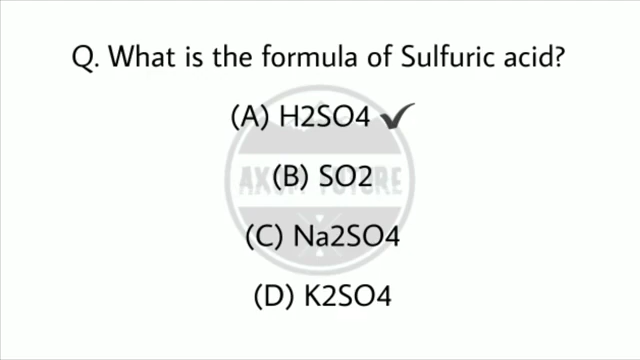 Q. What is the formula of Sulfuric acid?
(A) H2SO4 ✔
(B) SO2
(C) Na2SO4
(D) K2SO4